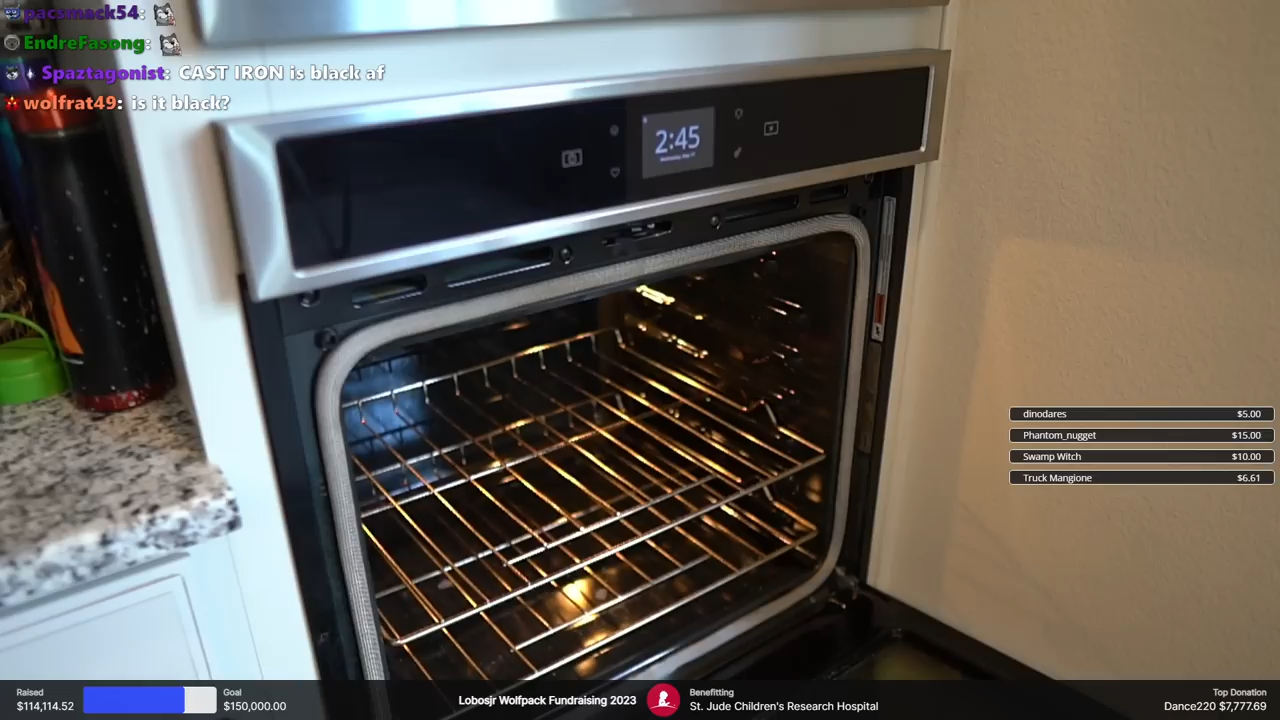 pacsmack54:
EndreFasong:
Spaztagonist: CAST IRON is black af
wolfrat49: is it black?
2:45
dinodares $5.00
Phantom_nugget $15.00
Swamp Witch $10.00
Truck Mangione $6.61
Raised
$114,114.52
Goal
$150,000.00
Lobosjr Wolfpack Fundraising 2023
Benefitting
St. Jude Children's Research Hospital
Top Donation
Dance220 $7,777.69